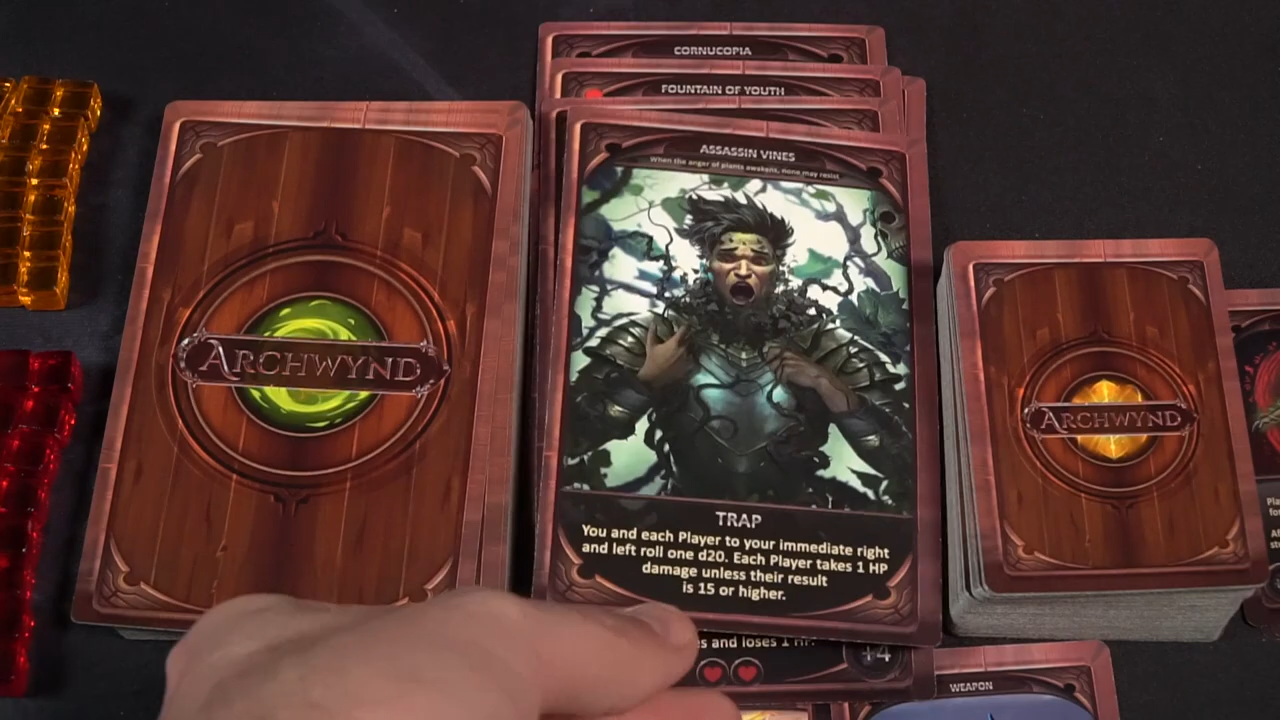 CORNUCOPIA
FOUNTAIN OF YOUTH
ASSASSIN VINES
When the anger of plants awakens, none may resist.
ARCHWYND
TRAP
You and each Player to your immediate right
and left roll one d20. Each Player takes 1 HP
damage unless their result
is 15 or higher.
ARCHWYND
and loses 1 HP.
+4
WEAPON